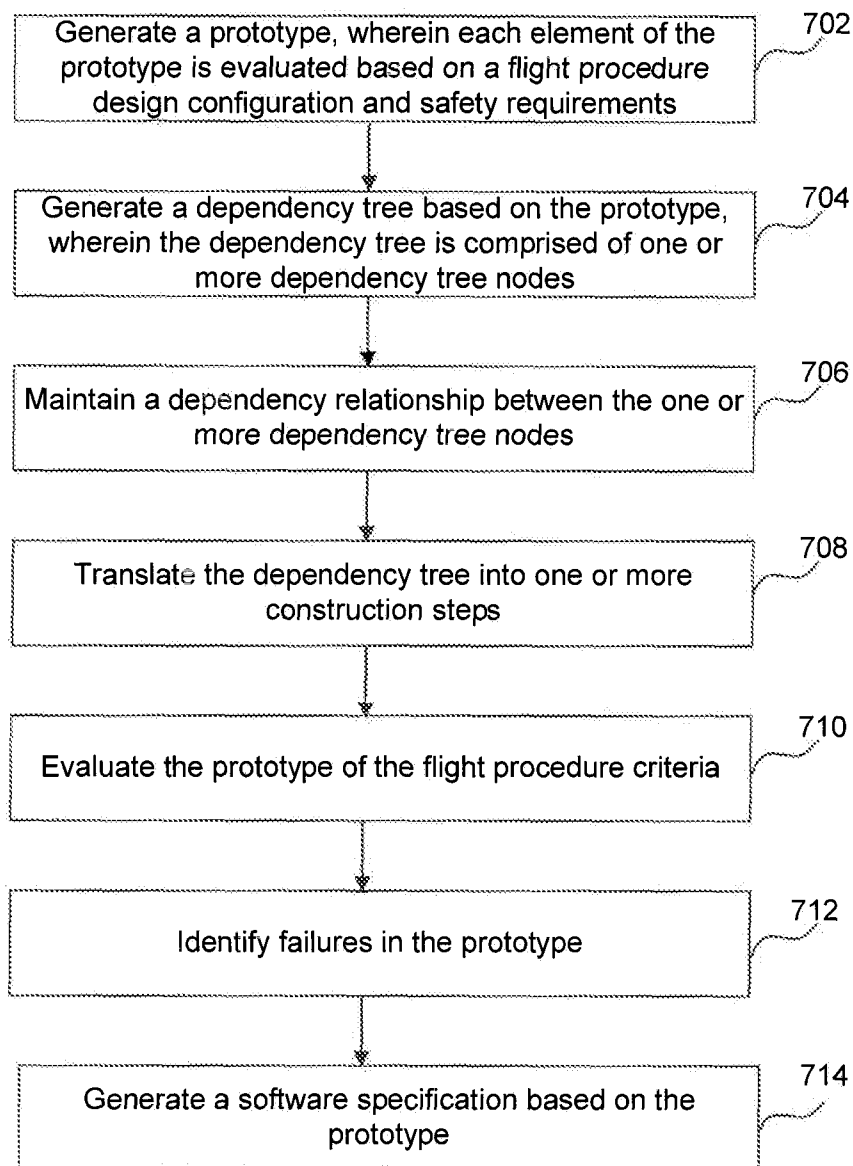 Generate a prototype, wherein each element of the
prototype is evaluated based on a flight procedure
design configuration and safety requirements
702
Generate a dependency tree based on the prototype,
wherein the dependency tree is comprised of one or
more dependency tree nodes
704
Maintain a dependency relationship between the one or
more dependency tree nodes
706
Translate the dependency tree into one or more
construction steps
708
Evaluate the prototype of the flight procedure criteria
710
Identify failures in the prototype
712
Generate a software specification based on the
prototype
714